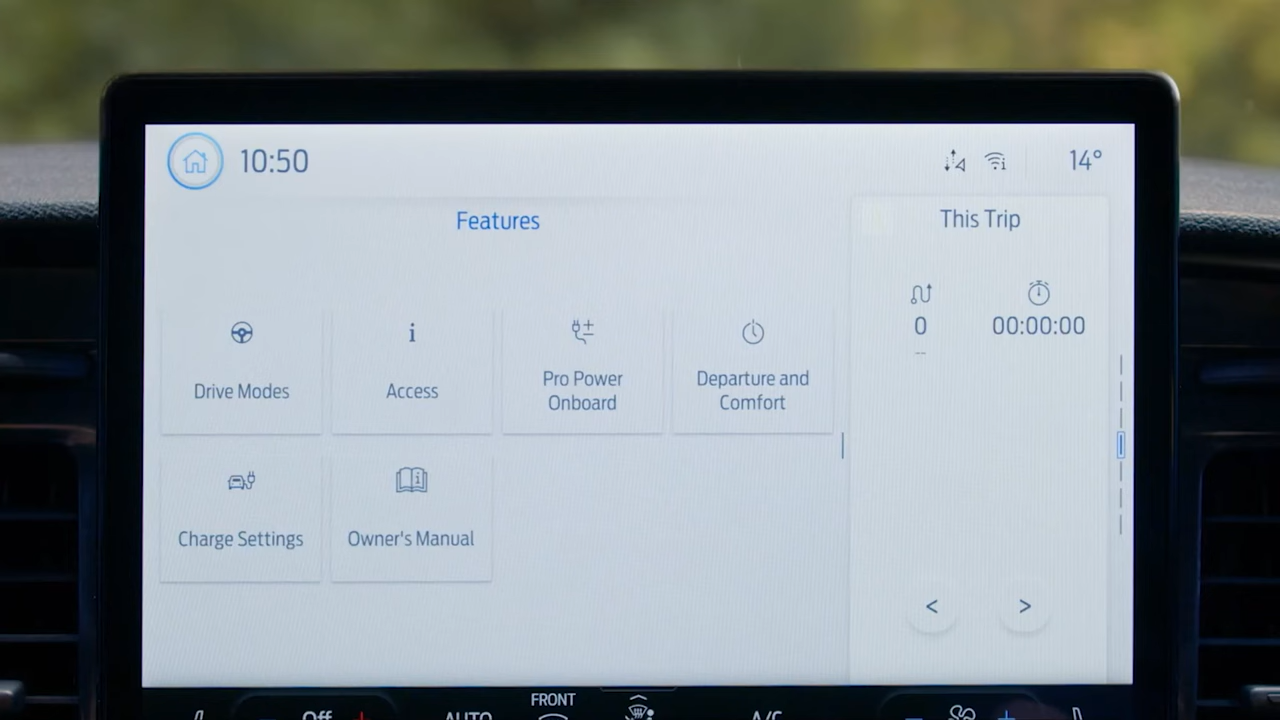 10:50
14°
Features
This Trip
0
00:00:00
--
Drive Modes
Access
Pro Power
Onboard
Departure and
Comfort
Charge Settings
Owner's Manual
<
>
FRONT
Off
AUTO
A/C